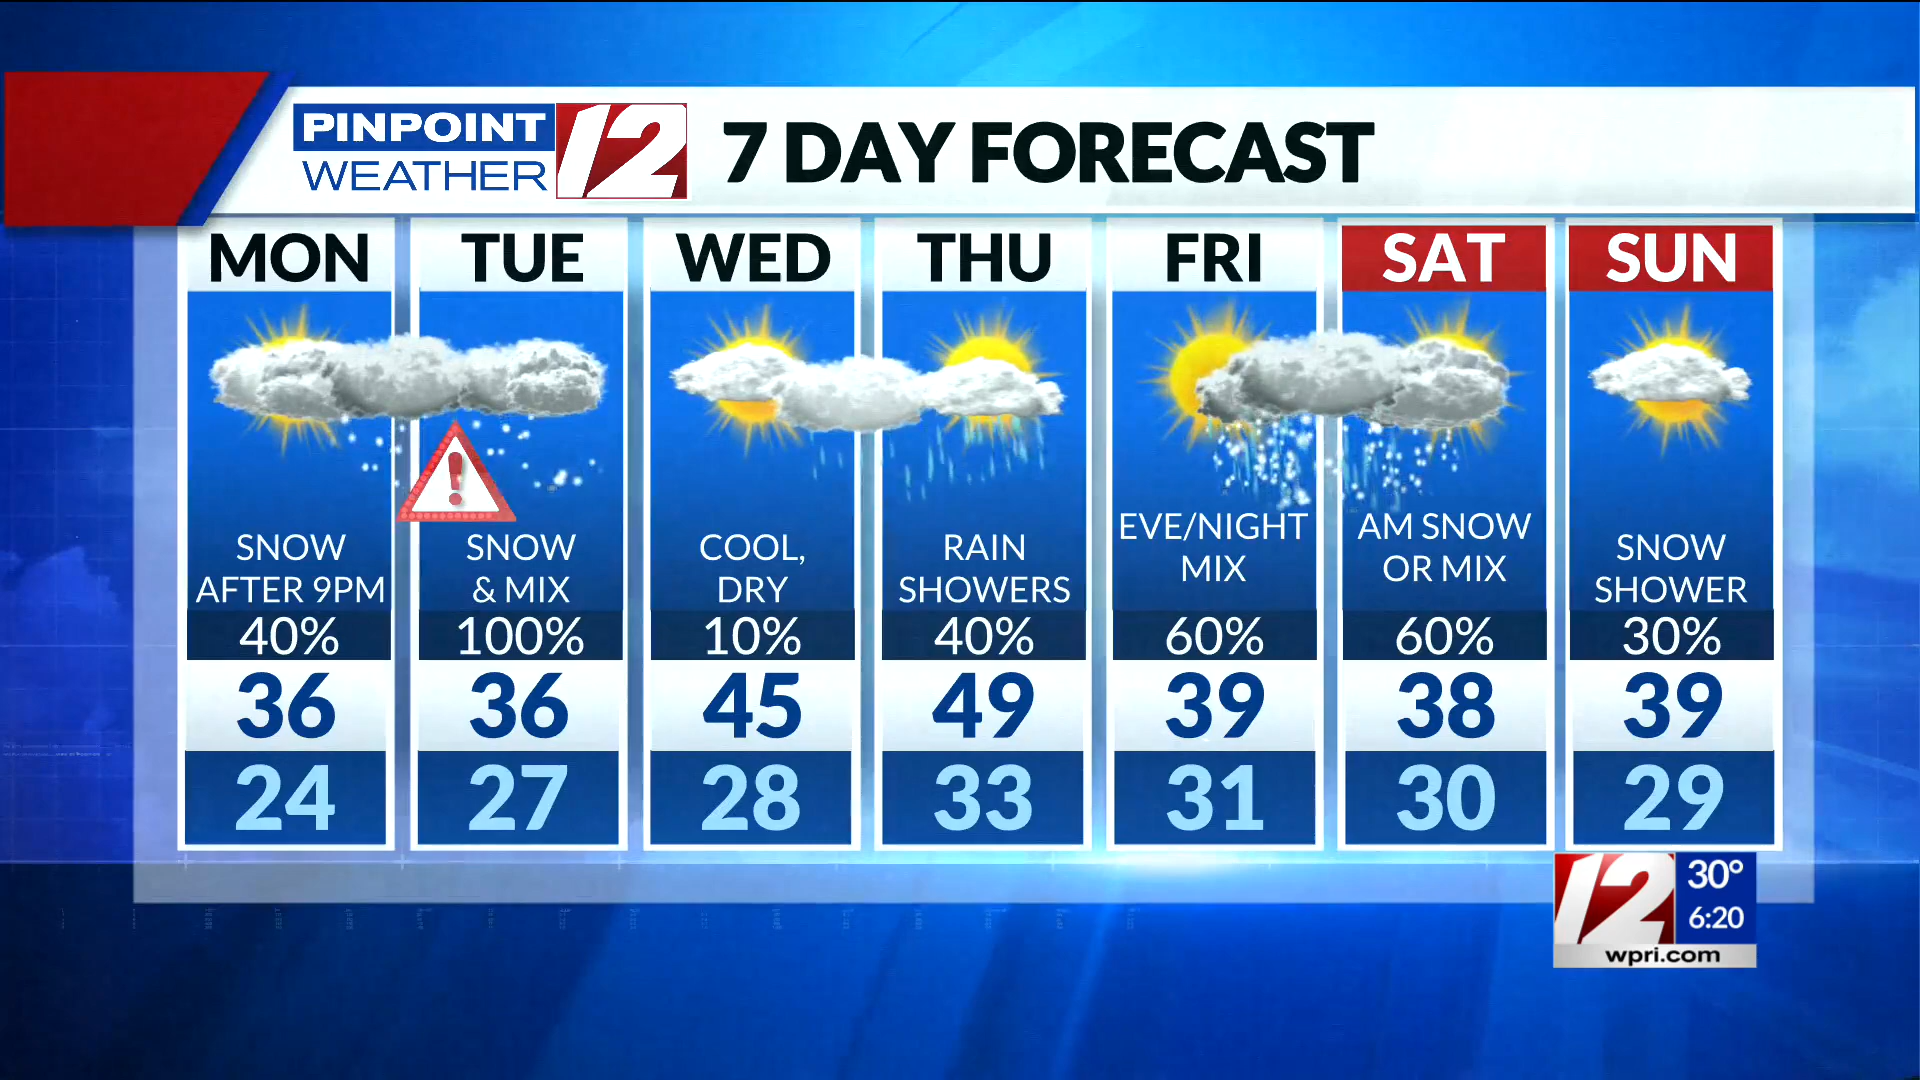 PINPOINT
WEATHER
12
7 DAY FORECAST
MON
TUE
WED
THU
FRI
SAT
SUN
SNOW
AFTER 9PM
40%
36
24
!
SNOW
& MIX
100%
36
27
COOL,
DRY
10%
45
28
RAIN
SHOWERS
40%
49
33
EVE/NIGHT
MIX
60%
39
31
AM SNOW
OR MIX
60%
38
30
SNOW
SHOWER
30%
39
29
12
30°
6:20
wpri.com